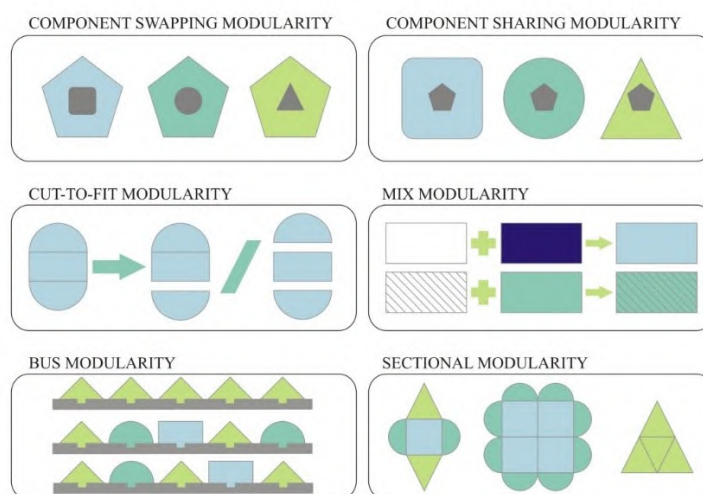 COMPONENT SWAPPING MODULARITY
COMPONENT SHARING MODULARITY
CUT-TO-FIT MODULARITY
MIX MODULARITY
BUS MODULARITY
SECTIONAL MODULARITY